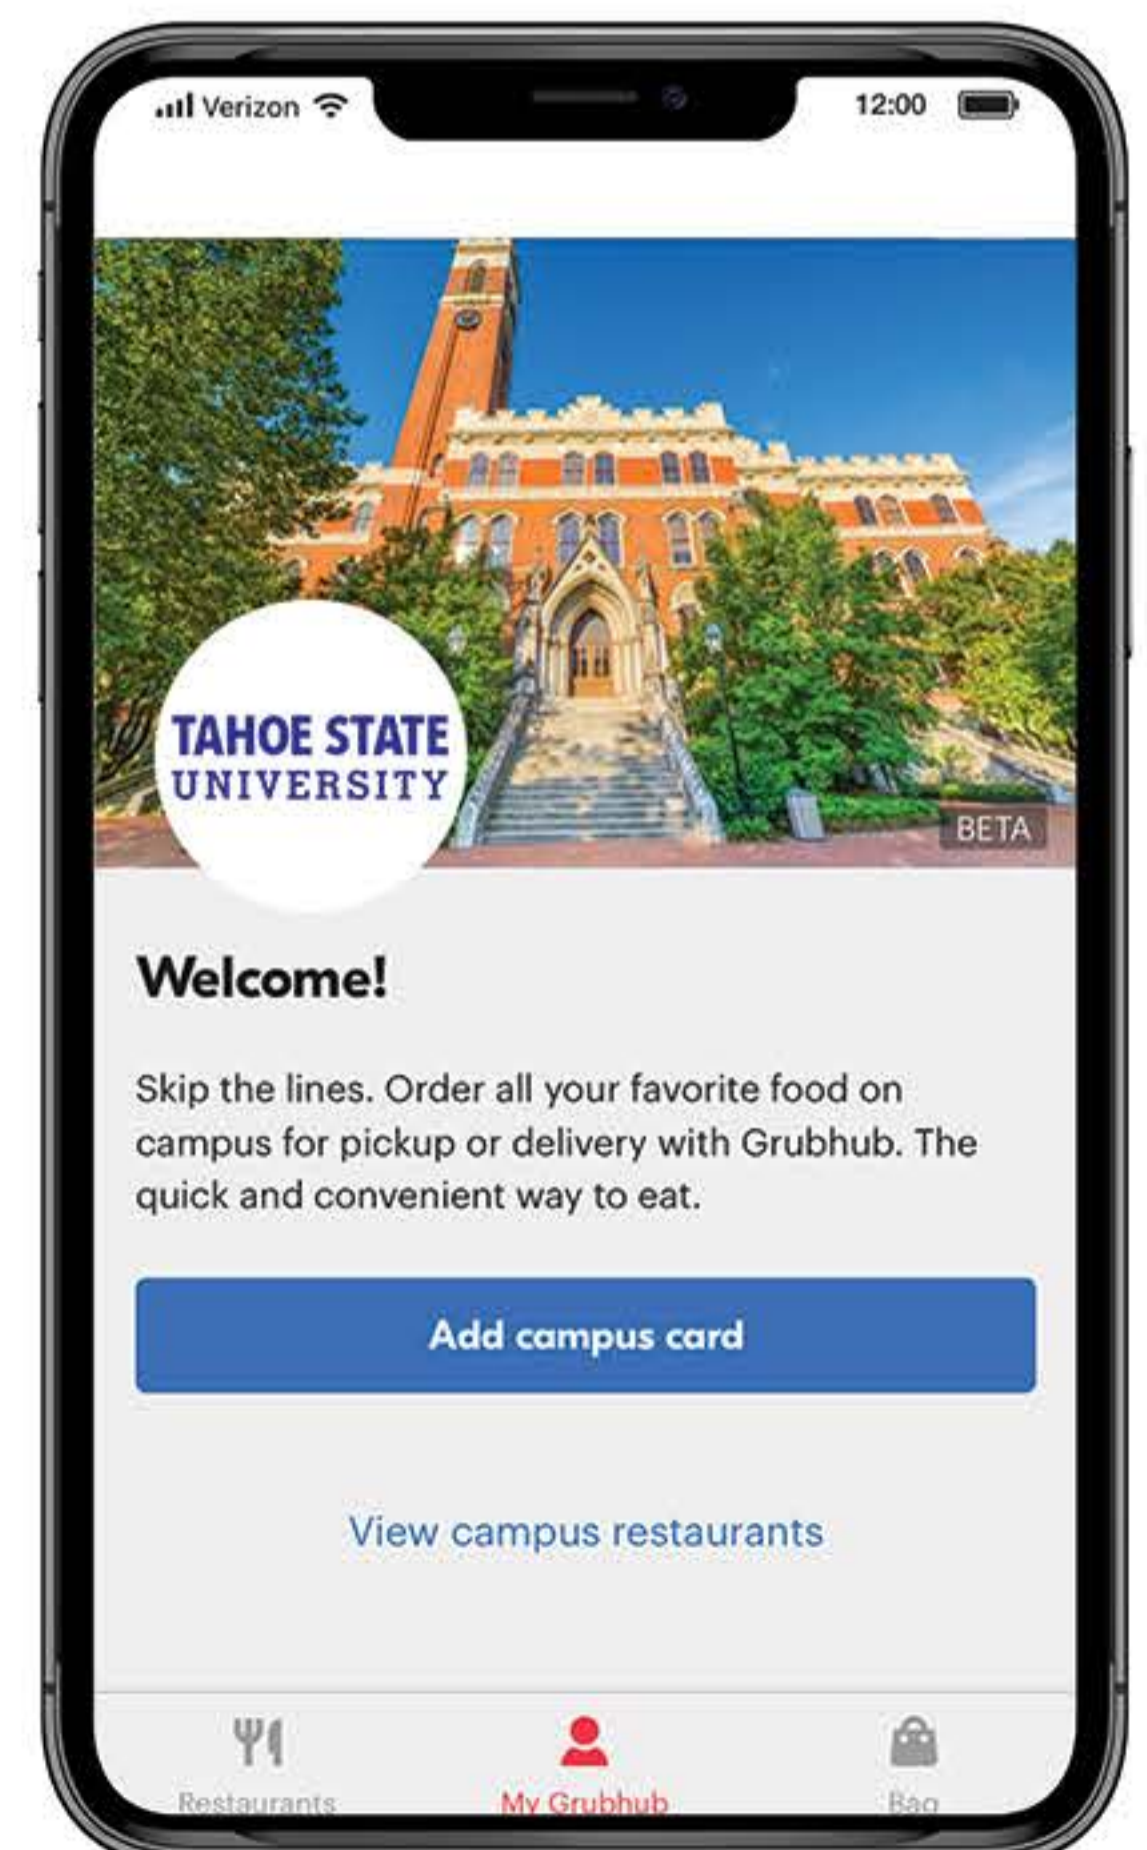 Verizon
12:00
TAHOE STATE
UNIVERSITY
BETA
Welcome!
Skip the lines. Order all your favorite food on
campus for pickup or delivery with Grubhub. The
quick and convenient way to eat.
Add campus card
View campus restaurants
Restaurants
My Grubhub
Bag